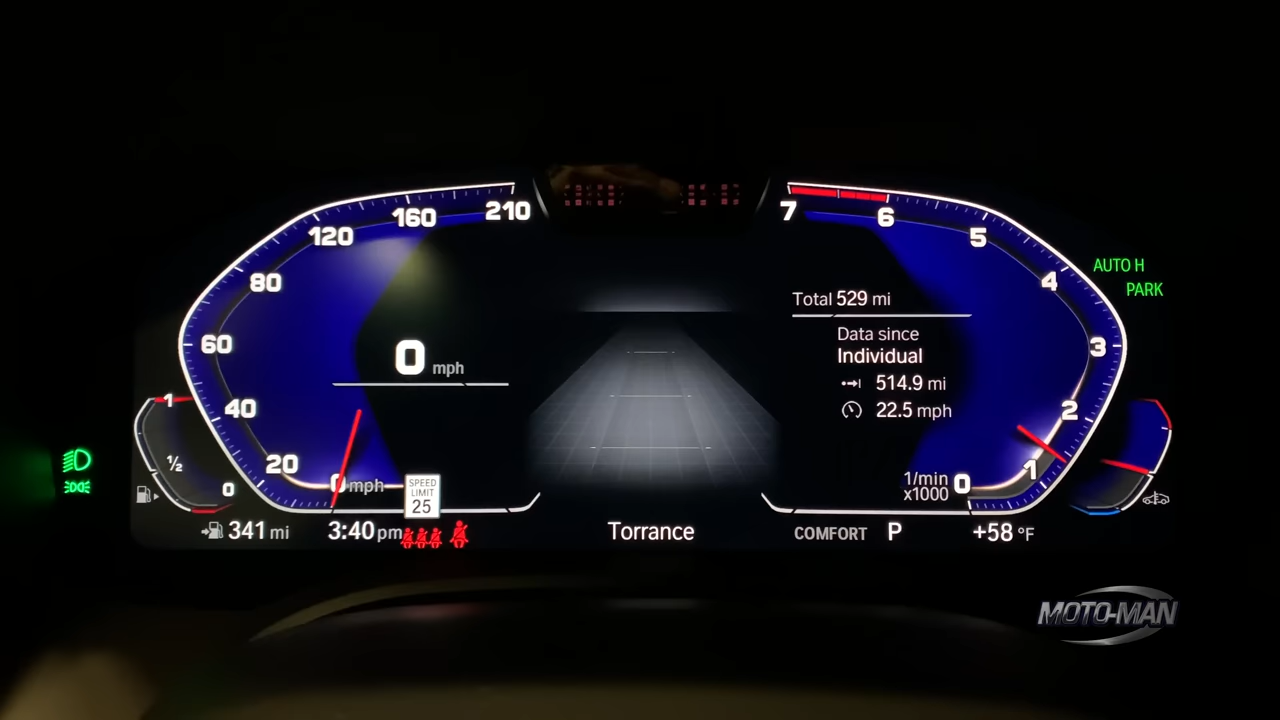 210
160
120
80
60
40
20
0 mph
0 mph
SPEED
LIMIT
25
1
½
0
341 mi
3:40 pm
Torrance
7
6
5
4
3
2
1
0
1/min
x1000
Total 529 mi
Data since
Individual
514.9 mi
22.5 mph
AUTO H
PARK
COMFORT P
+58 °F
MOTO-MAN